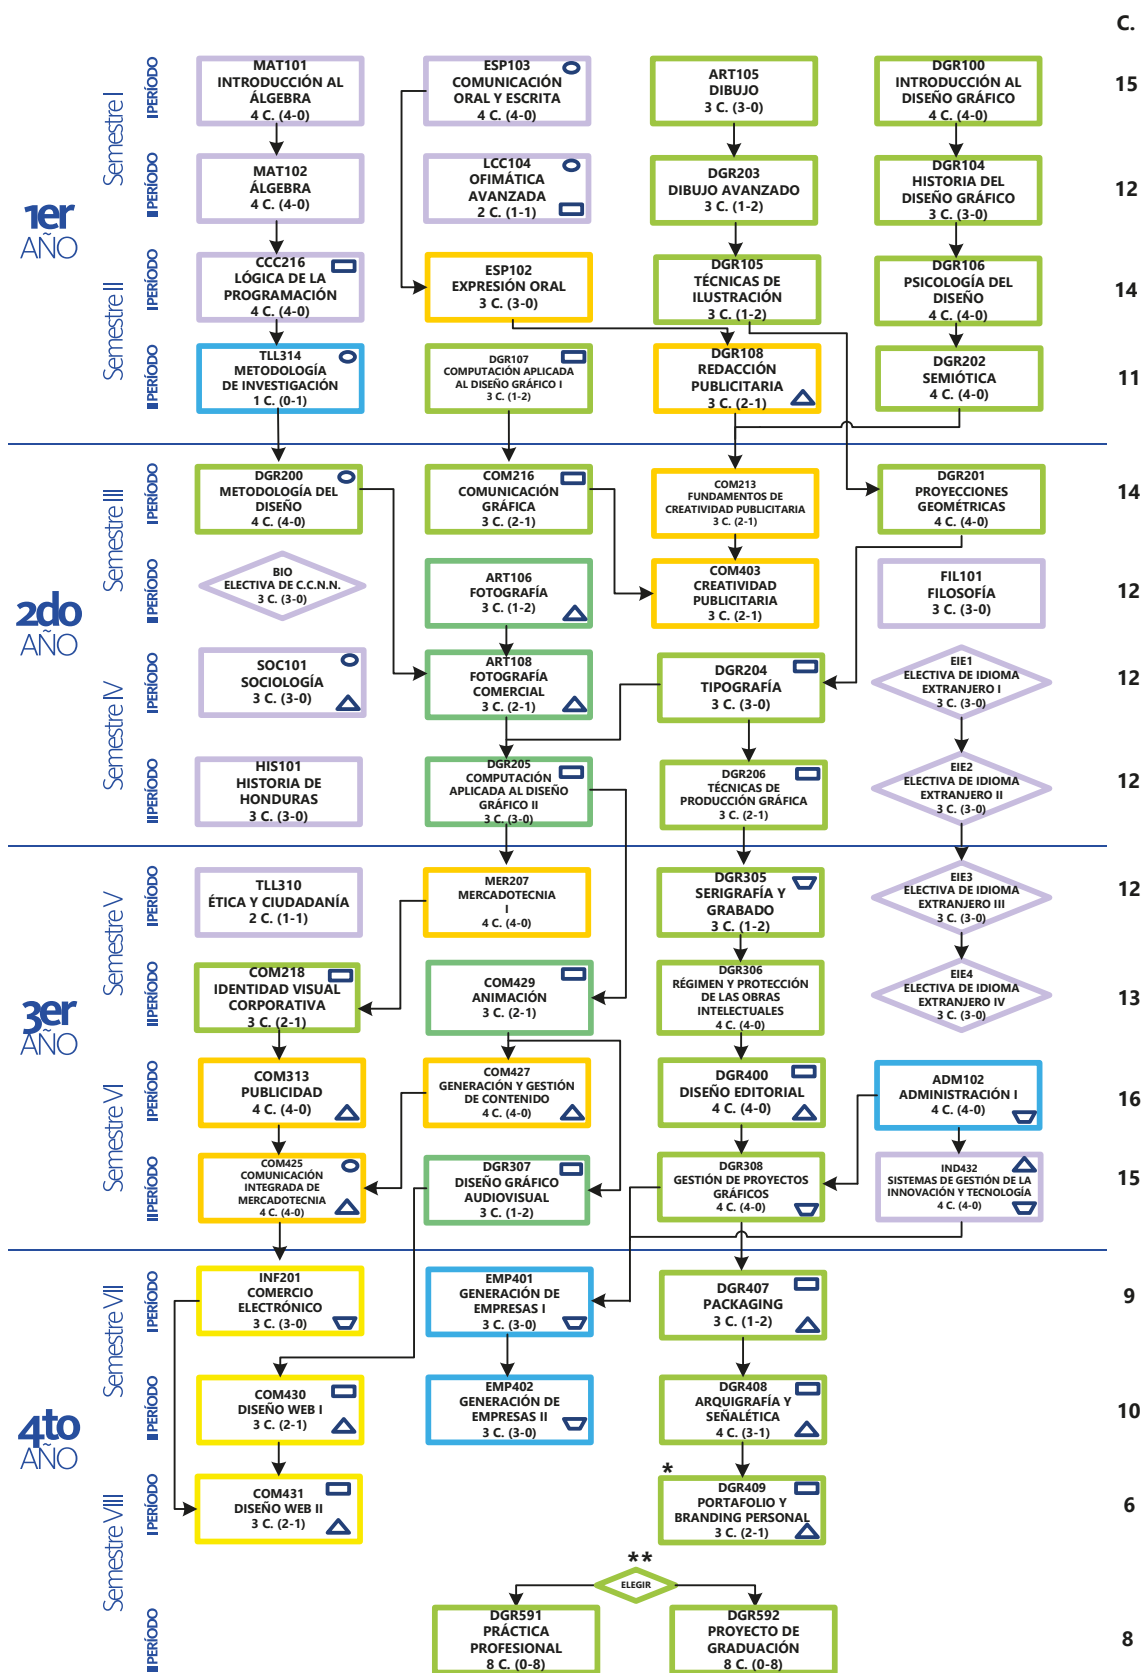 C.
1er
AÑO
Semestre I
I PERÍODO
MAT101
INTRODUCCIÓN AL
ÁLGEBRA
4 C. (4-0)
ESP103
COMUNICACIÓN
ORAL Y ESCRITA
4 C. (4-0)
ART105
DIBUJO
3 C. (3-0)
DGR100
INTRODUCCIÓN AL
DISEÑO GRÁFICO
4 C. (4-0)
15
II PERÍODO
MAT102
ÁLGEBRA
4 C. (4-0)
LCC104
OFIMÁTICA
AVANZADA
2 C. (1-1)
DGR203
DIBUJO AVANZADO
3 C. (1-2)
DGR104
HISTORIA DEL
DISEÑO GRÁFICO
3 C. (3-0)
12
Semestre II
I PERÍODO
CCC216
LÓGICA DE LA
PROGRAMACIÓN
4 C. (4-0)
ESP102
EXPRESIÓN ORAL
3 C. (3-0)
DGR105
TÉCNICAS DE
ILUSTRACIÓN
3 C. (1-2)
DGR106
PSICOLOGÍA DEL
DISEÑO
4 C. (4-0)
14
II PERÍODO
TLL314
METODOLOGÍA
DE INVESTIGACIÓN
1 C. (0-1)
DGR107
COMPUTACIÓN APLICADA
AL DISEÑO GRÁFICO I
3 C. (1-2)
DGR108
REDACCIÓN
PUBLICITARIA
3 C. (2-1)
DGR202
SEMIÓTICA
4 C. (4-0)
11
2do
AÑO
Semestre III
I PERÍODO
DGR200
METODOLOGÍA DEL
DISEÑO
4 C. (4-0)
COM216
COMUNICACIÓN
GRÁFICA
3 C. (2-1)
COM213
FUNDAMENTOS DE
CREATIVIDAD PUBLICITARIA
3 C. (2-1)
DGR201
PROYECCIONES
GEOMÉTRICAS
4 C. (4-0)
14
II PERÍODO
BIO
ELECTIVA DE C.C.N.N.
3 C. (3-0)
ART106
FOTOGRAFÍA
3 C. (1-2)
COM403
CREATIVIDAD
PUBLICITARIA
3 C. (2-1)
FIL101
FILOSOFÍA
3 C. (3-0)
12
Semestre IV
I PERÍODO
SOC101
SOCIOLOGÍA
3 C. (3-0)
ART108
FOTOGRAFÍA
COMERCIAL
3 C. (2-1)
DGR204
TIPOGRAFÍA
3 C. (3-0)
EIE1
ELECTIVA DE IDIOMA
EXTRANJERO I
3 C. (3-0)
12
II PERÍODO
HIS101
HISTORIA DE
HONDURAS
3 C. (3-0)
DGR205
COMPUTACIÓN
APLICADA AL DISEÑO
GRÁFICO II
3 C. (3-0)
DGR206
TÉCNICAS DE
PRODUCCIÓN GRÁFICA
3 C. (2-1)
EIE2
ELECTIVA DE IDIOMA
EXTRANJERO II
3 C. (3-0)
12
3er
AÑO
Semestre V
I PERÍODO
TLL310
ÉTICA Y CIUDADANÍA
2 C. (1-1)
MER207
MERCADOTECNIA
I
4 C. (4-0)
DGR305
SERIGRAFÍA Y
GRABADO
3 C. (1-2)
EIE3
ELECTIVA DE IDIOMA
EXTRANJERO III
3 C. (3-0)
12
II PERÍODO
COM218
IDENTIDAD VISUAL
CORPORATIVA
3 C. (2-1)
COM429
ANIMACIÓN
3 C. (2-1)
DGR306
RÉGIMEN Y PROTECCIÓN
DE LAS OBRAS
INTELECTUALES
4 C. (4-0)
EIE4
ELECTIVA DE IDIOMA
EXTRANJERO IV
3 C. (3-0)
13
Semestre VI
I PERÍODO
COM313
PUBLICIDAD
4 C. (4-0)
COM427
GENERACIÓN Y GESTIÓN
DE CONTENIDO
4 C. (4-0)
DGR400
DISEÑO EDITORIAL
4 C. (4-0)
ADM102
ADMINISTRACIÓN I
4 C. (4-0)
16
II PERÍODO
COM425
COMUNICACIÓN
INTEGRADA DE
MERCADOTECNIA
4 C. (4-0)
DGR307
DISEÑO GRÁFICO
AUDIOVISUAL
3 C. (1-2)
DGR308
GESTIÓN DE PROYECTOS
GRÁFICOS
4 C. (4-0)
IND432
SISTEMAS DE GESTIÓN DE LA
INNOVACIÓN Y TECNOLOGÍA
4 C. (4-0)
15
4to
AÑO
Semestre VII
I PERÍODO
INF201
COMERCIO
ELECTRÓNICO
3 C. (3-0)
EMP401
GENERACIÓN DE
EMPRESAS I
3 C. (3-0)
DGR407
PACKAGING
3 C. (1-2)
9
II PERÍODO
COM430
DISEÑO WEB I
3 C. (2-1)
EMP402
GENERACIÓN DE
EMPRESAS II
3 C. (3-0)
DGR408
ARQUIGRAFÍA Y
SEÑALÉTICA
4 C. (3-1)
10
Semestre VIII
I PERÍODO
COM431
DISEÑO WEB II
3 C. (2-1)
*
DGR409
PORTAFOLIO Y
BRANDING PERSONAL
3 C. (2-1)
6
**
ELEGIR
II PERÍODO
DGR591
PRÁCTICA
PROFESIONAL
8 C. (0-8)
DGR592
PROYECTO DE
GRADUACIÓN
8 C. (0-8)
8